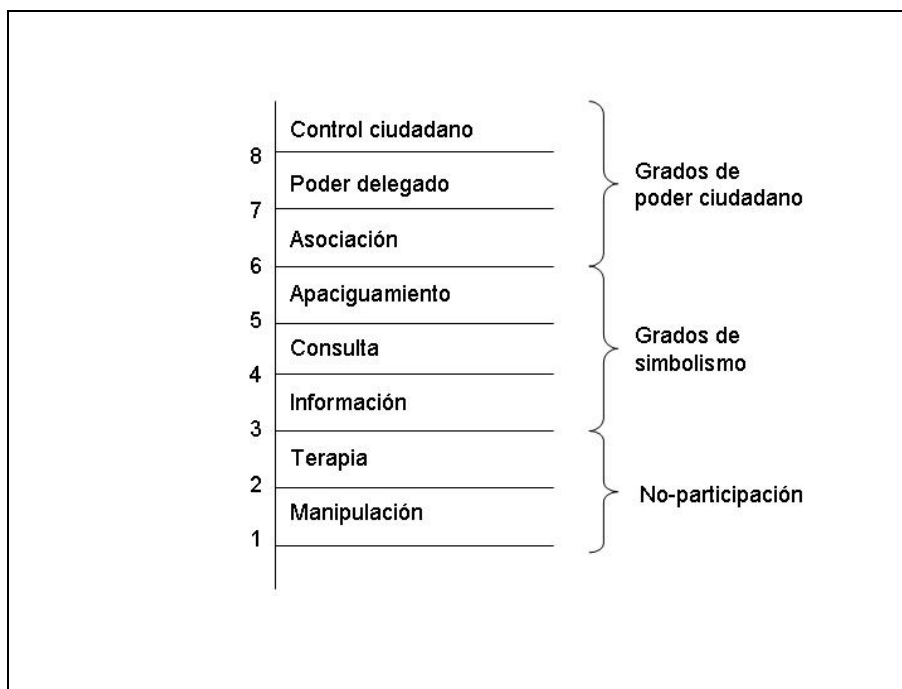 Control ciudadano
8
Poder delegado
7
Asociación
6
Apaciguamiento
5
Consulta
4
Información
3
Terapia
2
Manipulación
1
Grados de
poder ciudadano
Grados de
simbolismo
No-participación